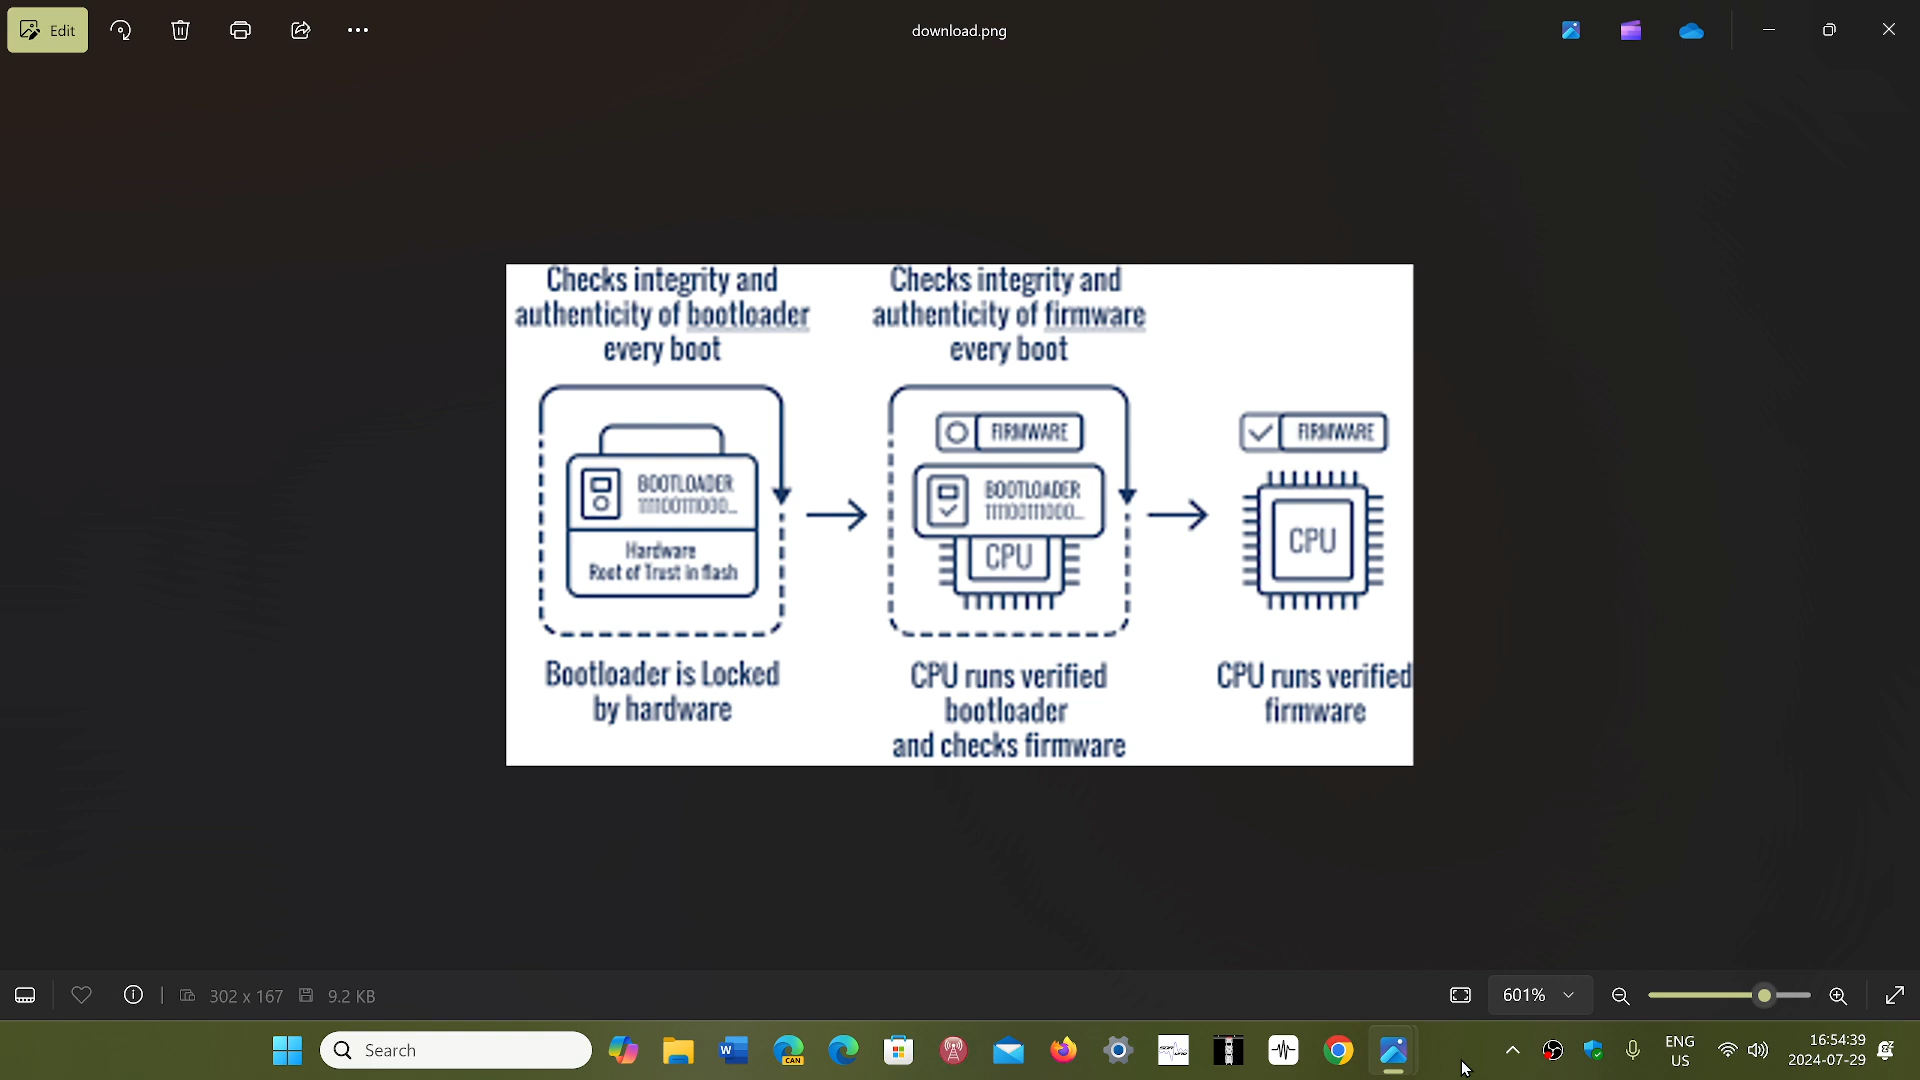 Edit
download.png
Checks integrity and
authenticity of bootloader
every boot
Checks integrity and
authenticity of firmware
every boot
FIRMWARE
FIRMWARE
BOOTLOADER
111100111000...
BOOTLOADER
111100111000...
Hardware
Root of Trust in flash
CPU
CPU
Bootloader is Locked
by hardware
CPU runs verified
bootloader
and checks firmware
CPU runs verified
firmware
302 x 167
9.2 KB
601%
Search
W
CAN
ENG
US
16:54:39
2024-07-29